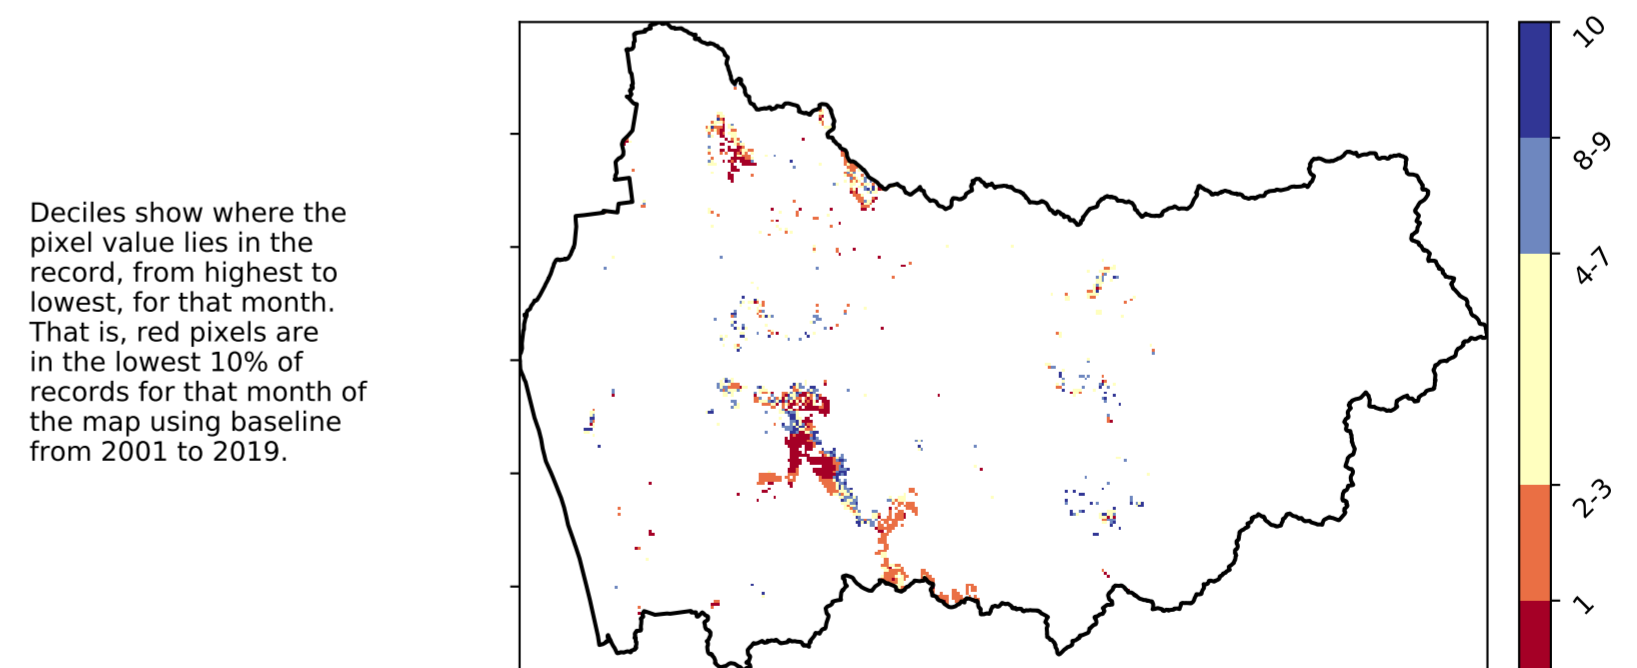 Deciles show where the
pixel value lies in the
record, from highest to
lowest, for that month.
That is, red pixels are
in the lowest 10% of
records for that month of
the map using baseline
from 2001 to 2019.
10
8-9
4-7
2-3
1